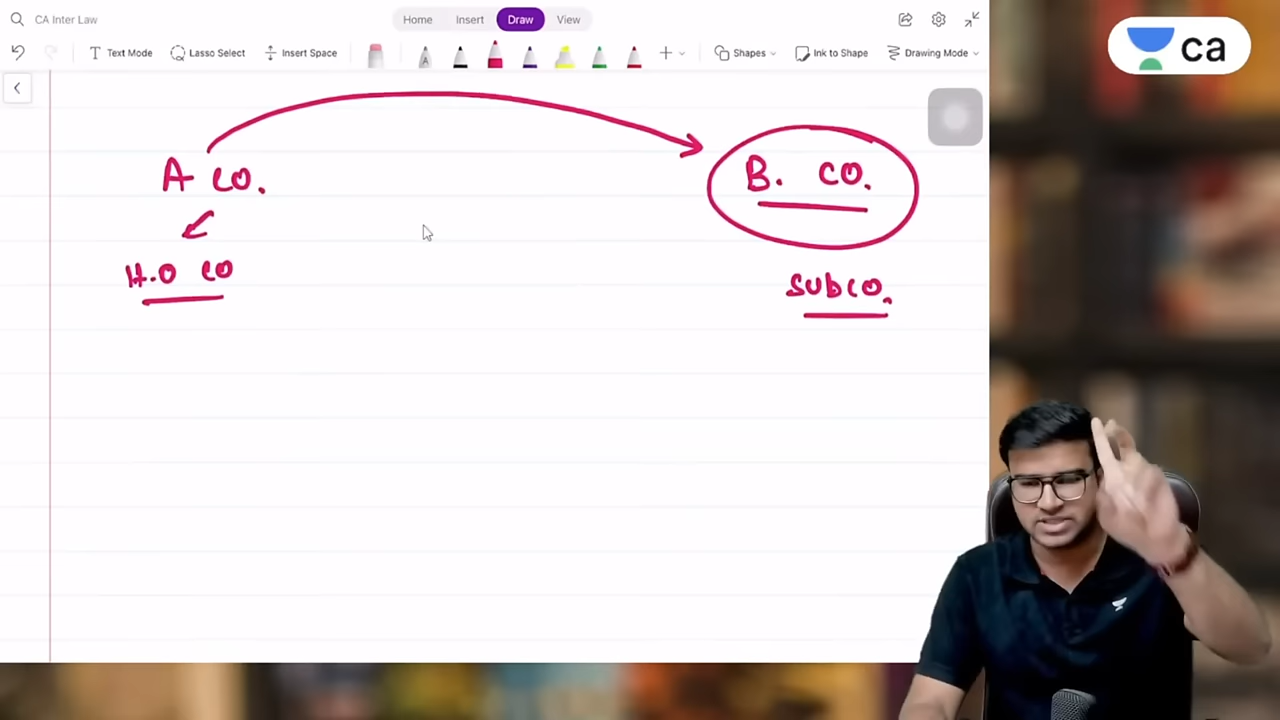 CA Inter Law
Home Insert Draw View
Text Mode Lasso Select Insert Space A Shapes Ink to Shape Drawing Mode
ca
A CO.
B. CO.
H.O CO
SUBCO.